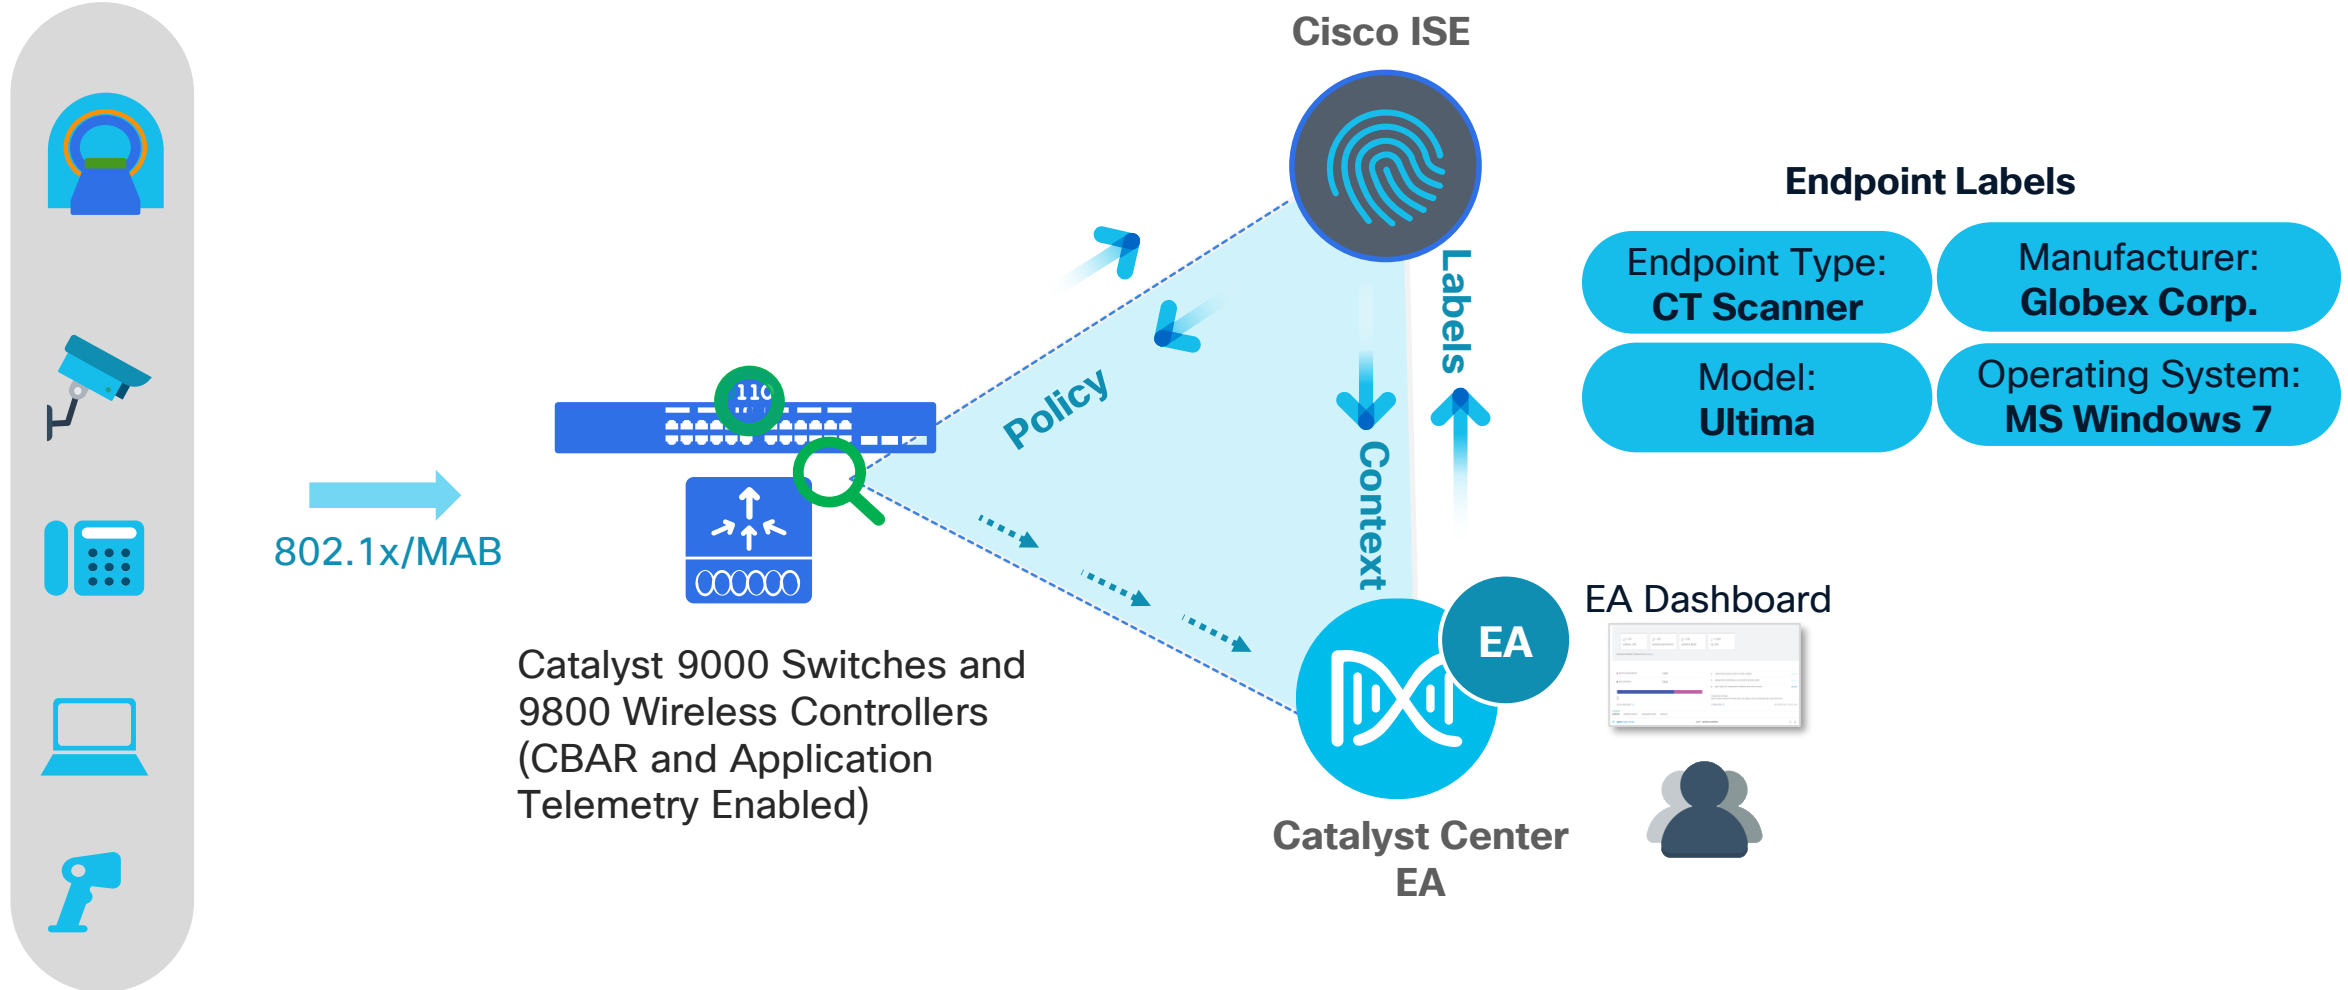 Cisco ISE
Endpoint Labels
Endpoint Type:
CT Scanner
Manufacturer:
Globex Corp.
Model:
Ultima
Operating System:
MS Windows 7
Labels
Policy
Context
110
802.1x/MAB
Catalyst 9000 Switches and
9800 Wireless Controllers
(CBAR and Application
Telemetry Enabled)
EA
EA Dashboard
Catalyst Center
EA